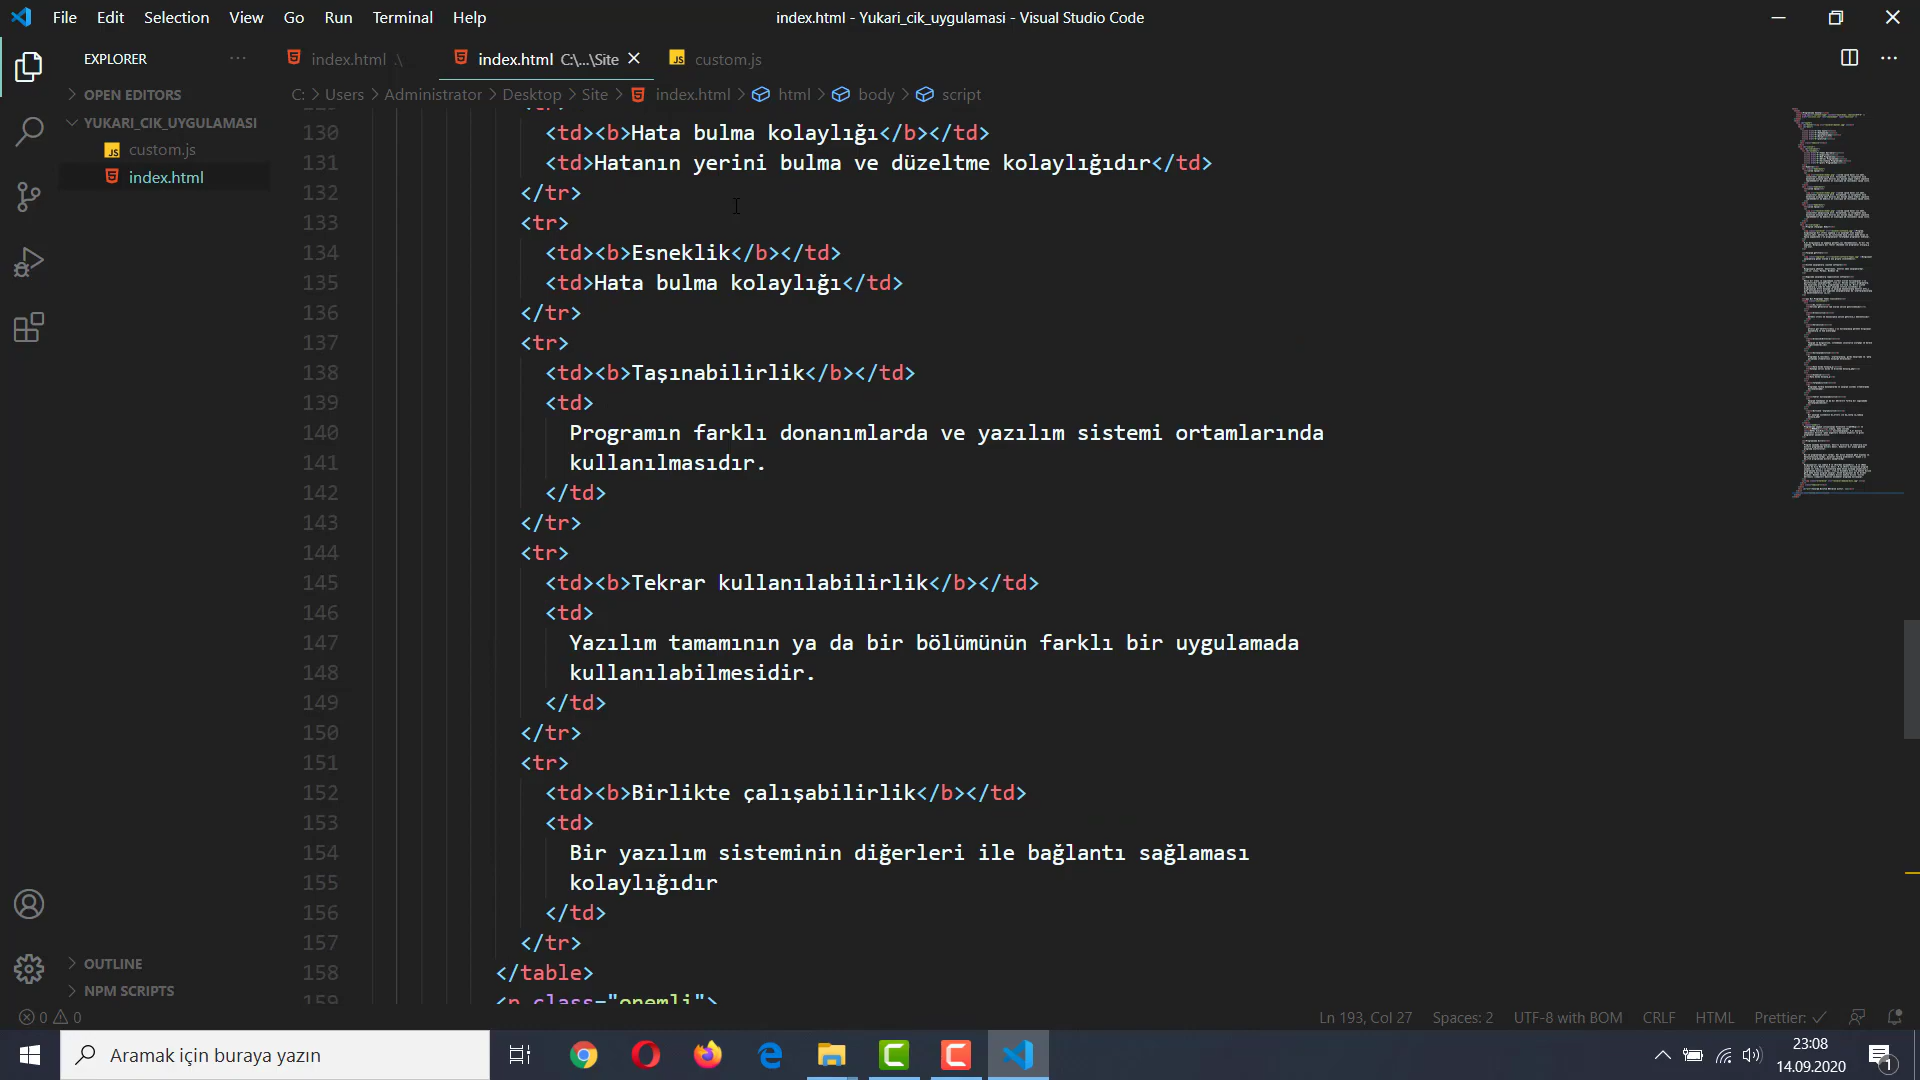 File Edit Selection View Go Run Terminal Help
index.html - Yukari_cik_uygulamasi - Visual Studio Code
EXPLORER ···
index.html .\
index.html C:\...\Site
JS custom.js
OPEN EDITORS
YUKARI_CIK_UYGULAMASI
JS custom.js
index.html
C: > Users > Administrator > Desktop > Site > index.html > html > body > script
130 <td><b>Hata bulma kolaylığı</b></td>
131 <td>Hatanın yerini bulma ve düzeltme kolaylığıdır</td>
132 </tr>
133 <tr>
134 <td><b>Esneklik</b></td>
135 <td>Hata bulma kolaylığı</td>
136 </tr>
137 <tr>
138 <td><b>Taşınabilirlik</b></td>
139 <td>
140 Programın farklı donanımlarda ve yazılım sistemi ortamlarında
141 kullanılmasıdır.
142 </td>
143 </tr>
144 <tr>
145 <td><b>Tekrar kullanılabilirlik</b></td>
146 <td>
147 Yazılım tamamının ya da bir bölümünün farklı bir uygulamada
148 kullanılabilmesidir.
149 </td>
150 </tr>
151 <tr>
152 <td><b>Birlikte çalışabilirlik</b></td>
153 <td>
154 Bir yazılım sisteminin diğerleri ile bağlantı sağlaması
155 kolaylığıdır
156 </td>
157 </tr>
158 </table>
159 <p class="onemli">
OUTLINE
NPM SCRIPTS
0 0
Ln 193, Col 27 Spaces: 2 UTF-8 with BOM CRLF HTML Prettier: ✓
Aramak için buraya yazın
23:08
14.09.2020
1